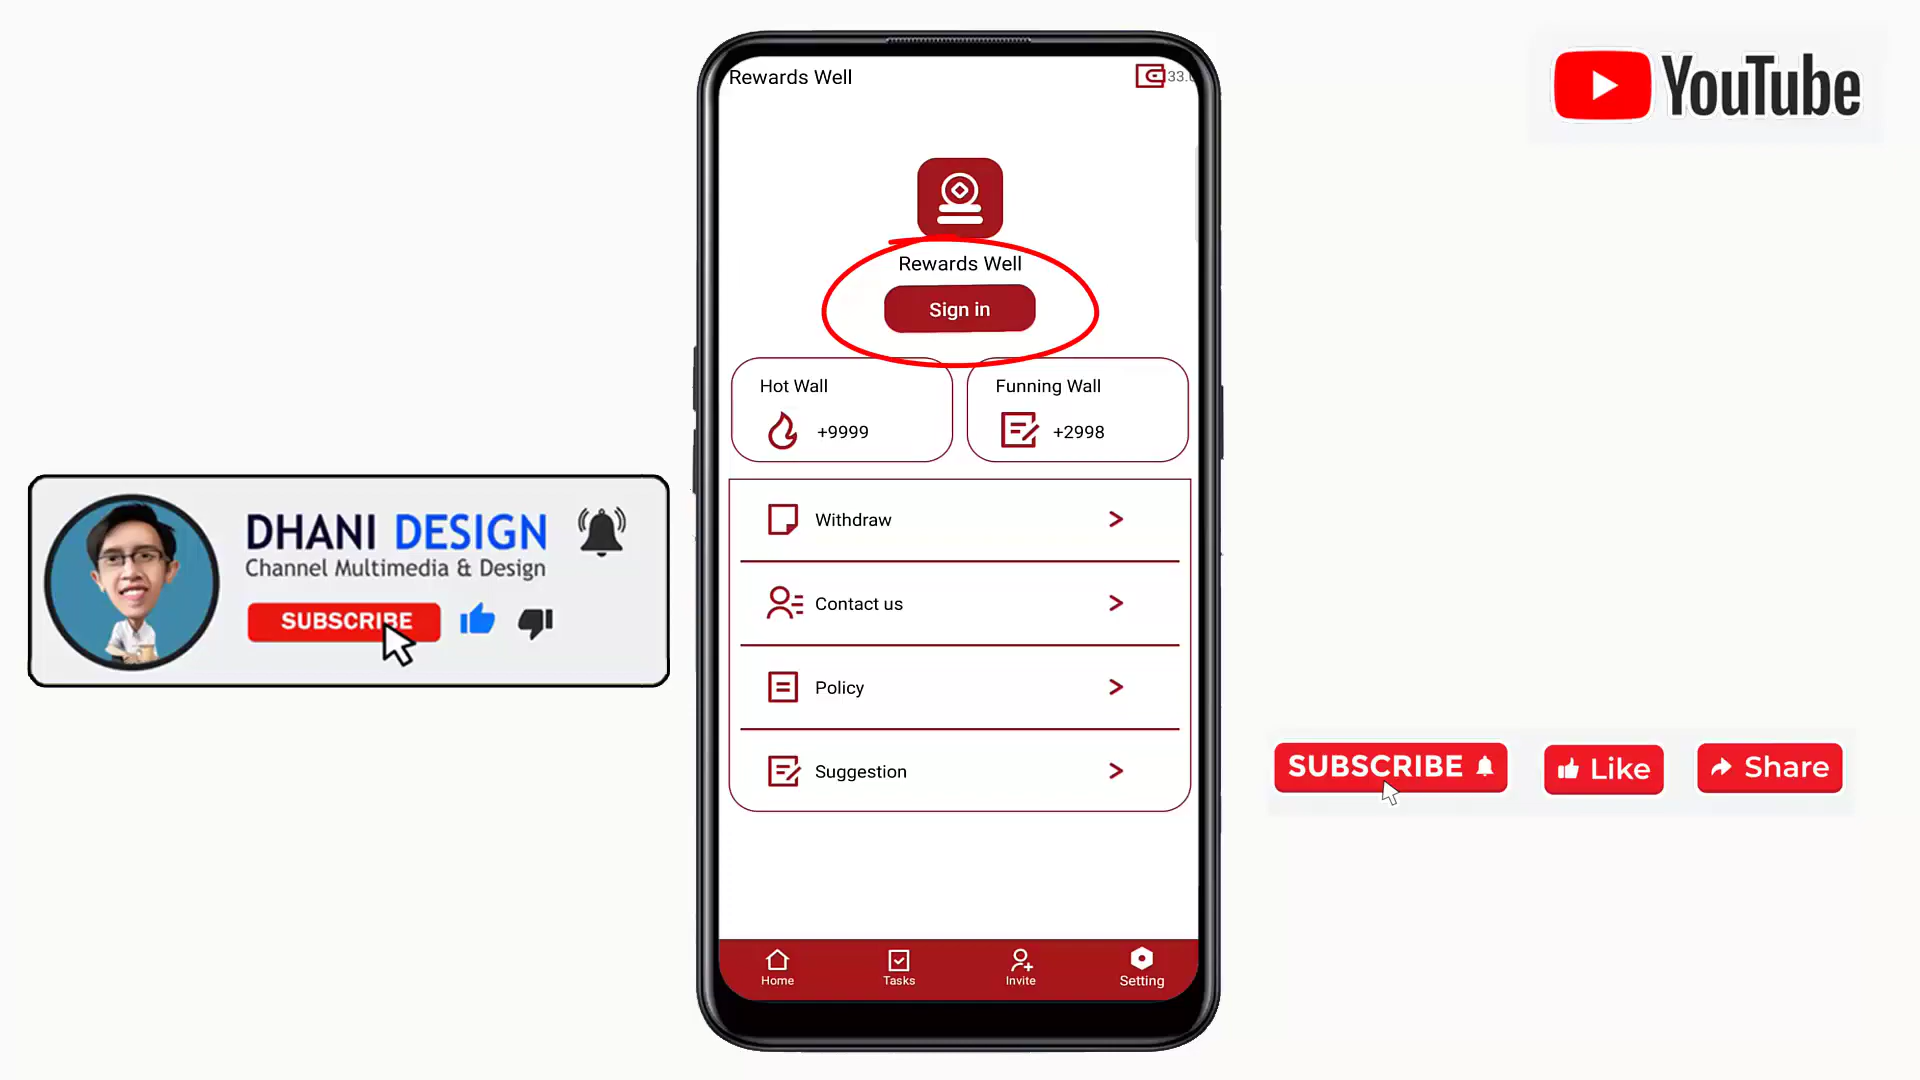 Rewards Well
YouTube
Rewards Well
Sign in
Hot Wall
+9999
Funning Wall
+2998
DHANI DESIGN
Channel Multimedia & Design
SUBSCRIBE
Withdraw
Contact us
Policy
Suggestion
SUBSCRIBE
Like
Share
Home
Tasks
Invite
Setting